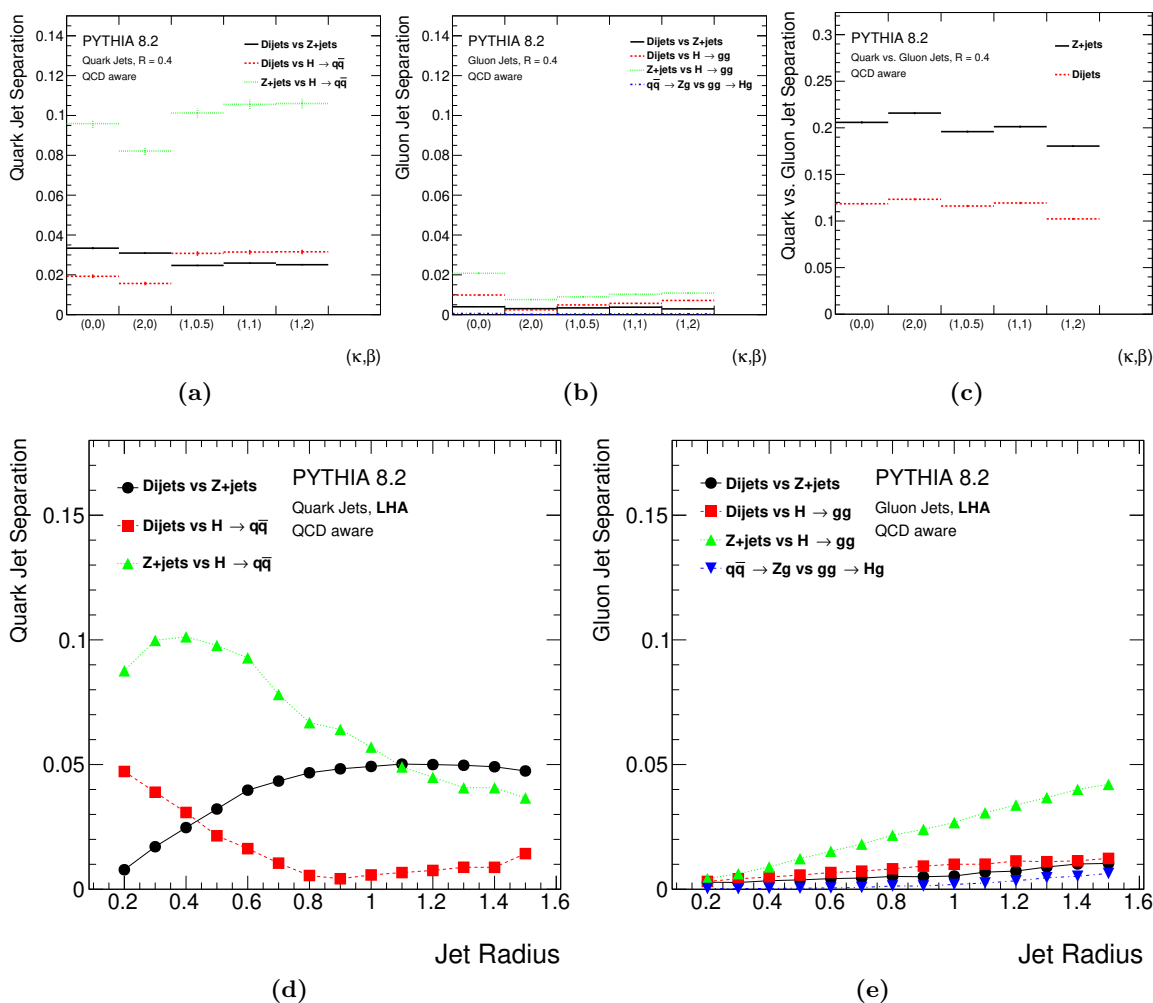 Quark Jet Separation
0.14
0.12
0.1
0.08
0.06
0.04
0.02
0
PYTHIA 8.2
Quark Jets, R = 0.4
QCD aware
Dijets vs Z+jets
Dijets vs H → qq̅
Z+jets vs H → qq̅
(0,0) (2,0) (1,0.5) (1,1) (1,2)
(κ,β)
(a)
Gluon Jet Separation
0.14
0.12
0.1
0.08
0.06
0.04
0.02
0
PYTHIA 8.2
Gluon Jets, R = 0.4
QCD aware
Dijets vs Z+jets
Dijets vs H → gg
Z+jets vs H → gg
qq̅ → Zg vs gg → Hg
(0,0) (2,0) (1,0.5) (1,1) (1,2)
(κ,β)
(b)
Quark vs. Gluon Jet Separation
0.3
0.25
0.2
0.15
0.1
0.05
0
PYTHIA 8.2
Quark vs. Gluon Jets, R = 0.4
QCD aware
Z+jets
Dijets
(0,0) (2,0) (1,0.5) (1,1) (1,2)
(κ,β)
(c)
Quark Jet Separation
0.15
0.1
0.05
0
Dijets vs Z+jets
Dijets vs H → qq̅
Z+jets vs H → qq̅
PYTHIA 8.2
Quark Jets, LHA
QCD aware
0.2 0.4 0.6 0.8 1 1.2 1.4 1.6
Jet Radius
(d)
Gluon Jet Separation
0.15
0.1
0.05
0
Dijets vs Z+jets
Dijets vs H → gg
Z+jets vs H → gg
qq̅ → Zg vs gg → Hg
PYTHIA 8.2
Gluon Jets, LHA
QCD aware
0.2 0.4 0.6 0.8 1 1.2 1.4 1.6
Jet Radius
(e)